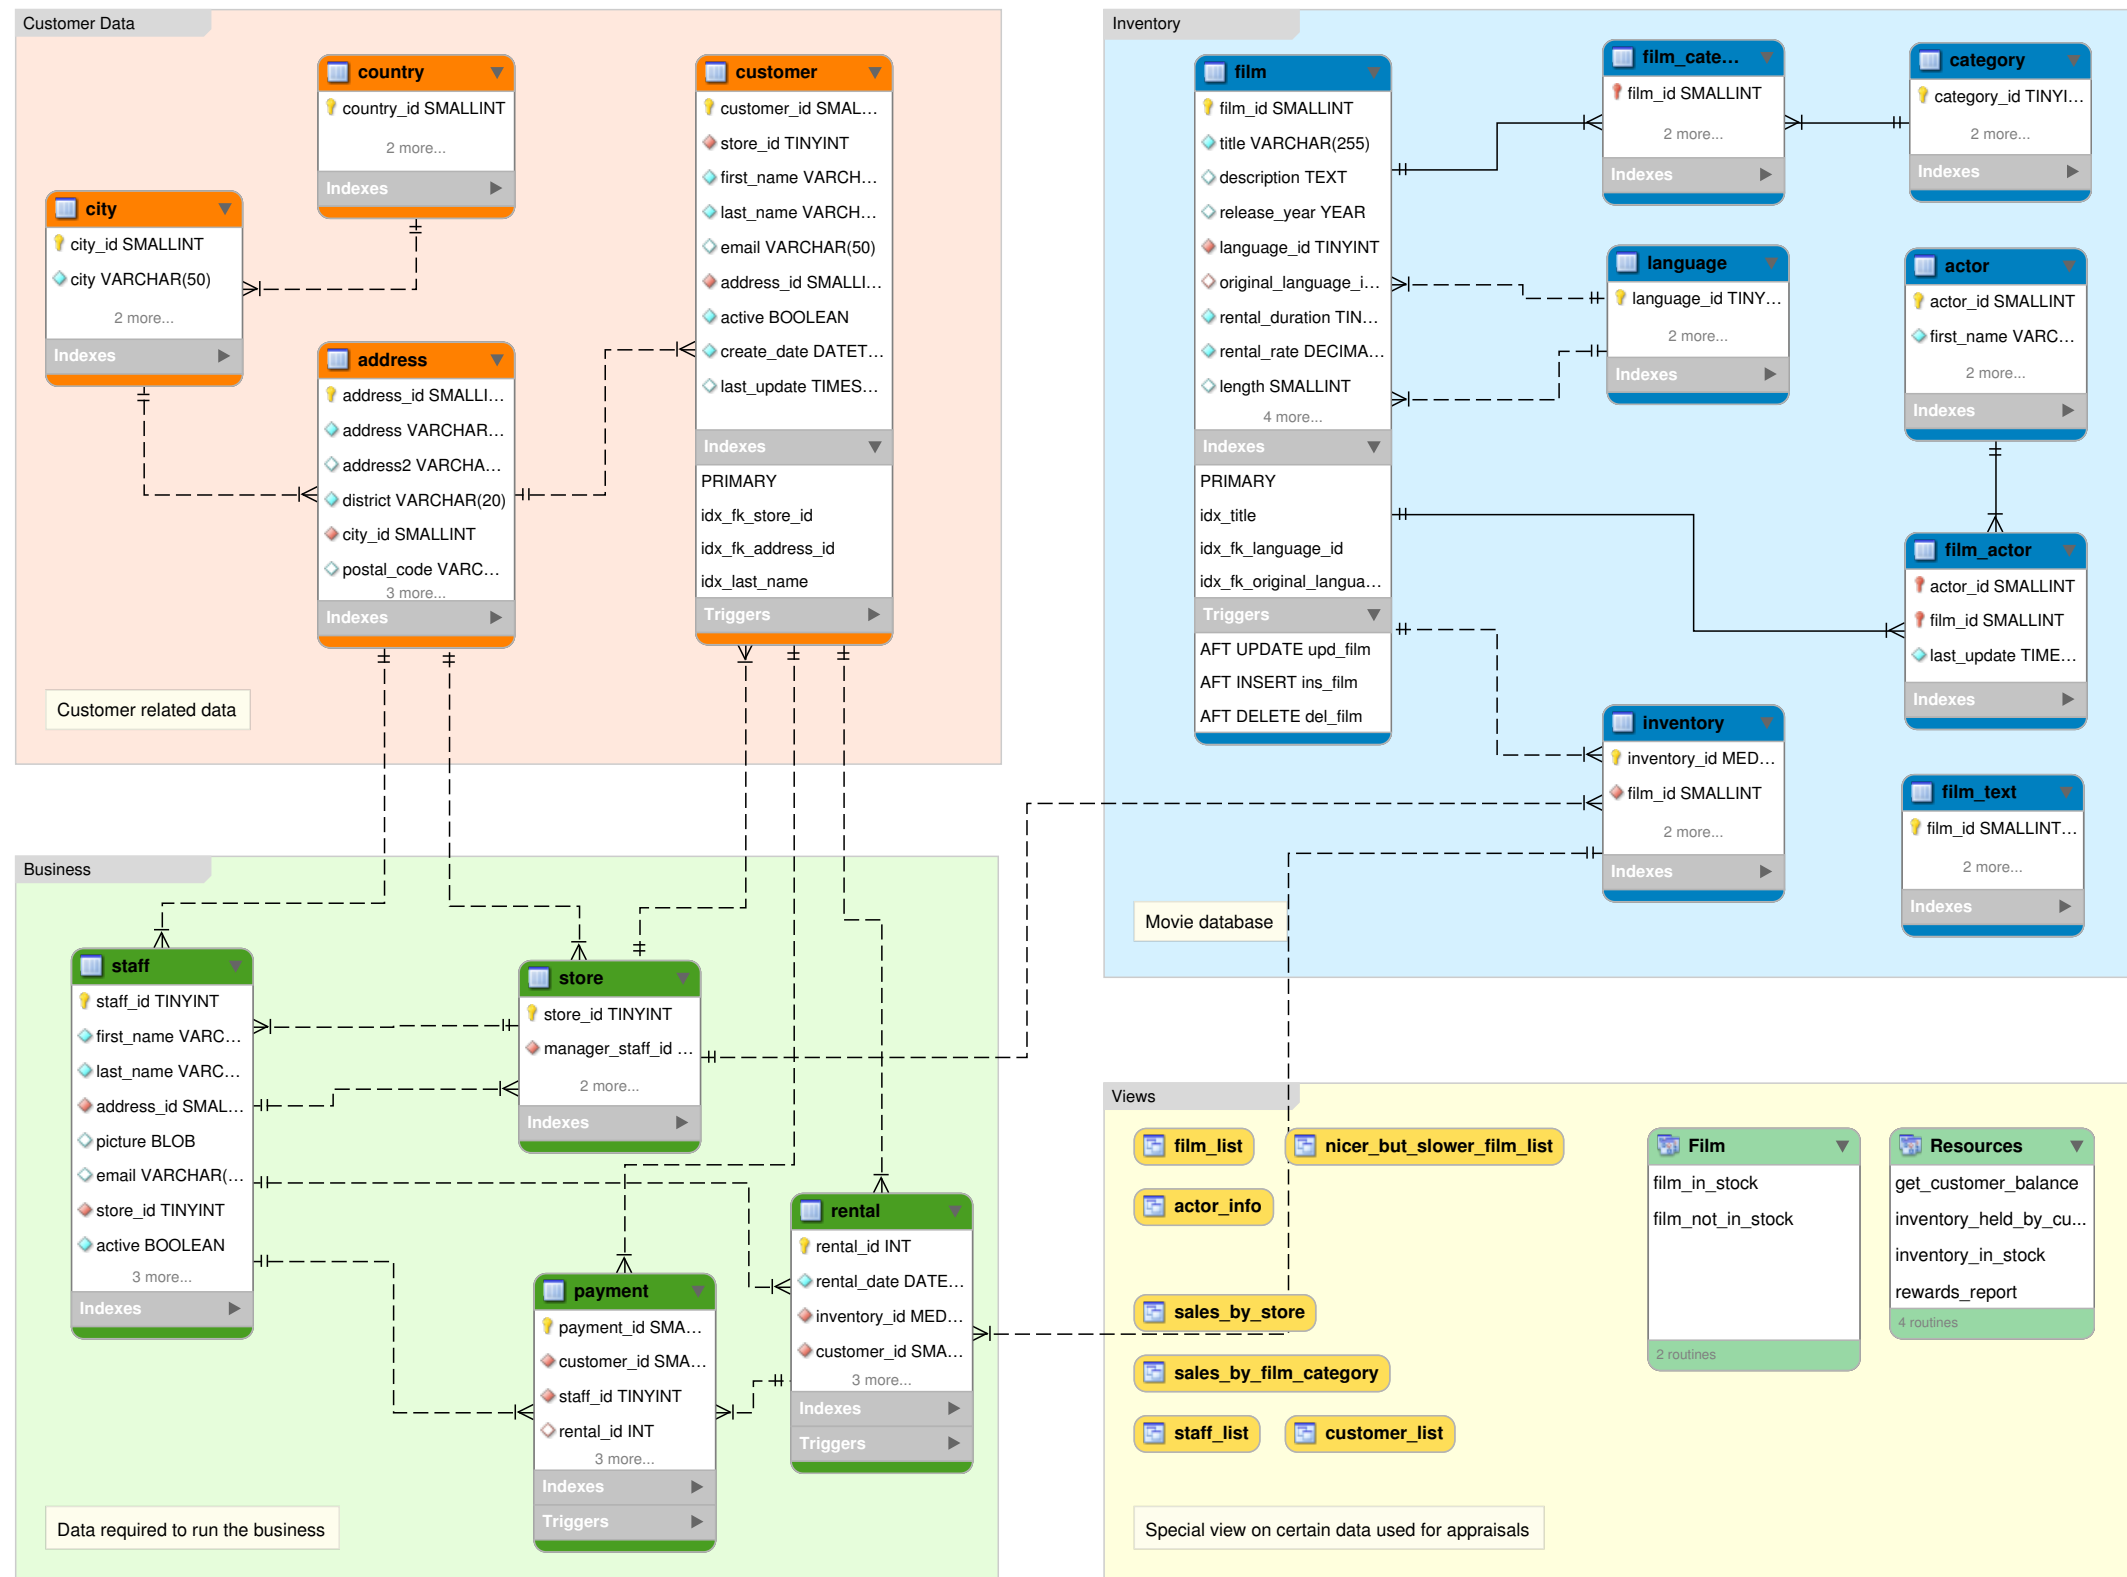 Customer Data
country
country_id SMALLINT
2 more...
Indexes
city
city_id SMALLINT
city VARCHAR(50)
2 more...
Indexes
address
address_id SMALLI...
address VARCHAR...
address2 VARCHA...
district VARCHAR(20)
city_id SMALLINT
postal_code VARC...
3 more...
Indexes
customer
customer_id SMAL...
store_id TINYINT
first_name VARCH...
last_name VARCH...
email VARCHAR(50)
address_id SMALLI...
active BOOLEAN
create_date DATET...
last_update TIMES...
Indexes
PRIMARY
idx_fk_store_id
idx_fk_address_id
idx_last_name
Triggers
Customer related data
Inventory
film
film_id SMALLINT
title VARCHAR(255)
description TEXT
release_year YEAR
language_id TINYINT
original_language_i...
rental_duration TIN...
rental_rate DECIMA...
length SMALLINT
4 more...
Indexes
PRIMARY
idx_title
idx_fk_language_id
idx_fk_original_langua...
Triggers
AFT UPDATE upd_film
AFT INSERT ins_film
AFT DELETE del_film
film_cate...
film_id SMALLINT
2 more...
Indexes
category
category_id TINYI...
2 more...
Indexes
language
language_id TINY...
2 more...
Indexes
actor
actor_id SMALLINT
first_name VARC...
2 more...
Indexes
film_actor
actor_id SMALLINT
film_id SMALLINT
last_update TIME...
Indexes
inventory
inventory_id MED...
film_id SMALLINT
2 more...
Indexes
film_text
film_id SMALLINT...
2 more...
Indexes
Movie database
Business
staff
staff_id TINYINT
first_name VARC...
last_name VARC...
address_id SMAL...
picture BLOB
email VARCHAR(...
store_id TINYINT
active BOOLEAN
3 more...
Indexes
store
store_id TINYINT
manager_staff_id ...
2 more...
Indexes
payment
payment_id SMA...
customer_id SMA...
staff_id TINYINT
rental_id INT
3 more...
Indexes
Triggers
rental
rental_id INT
rental_date DATE...
inventory_id MED...
customer_id SMA...
3 more...
Indexes
Triggers
Data required to run the business
Views
film_list
nicer_but_slower_film_list
actor_info
sales_by_store
sales_by_film_category
staff_list
customer_list
Film
film_in_stock
film_not_in_stock
2 routines
Resources
get_customer_balance
inventory_held_by_cu...
inventory_in_stock
rewards_report
4 routines
Special view on certain data used for appraisals